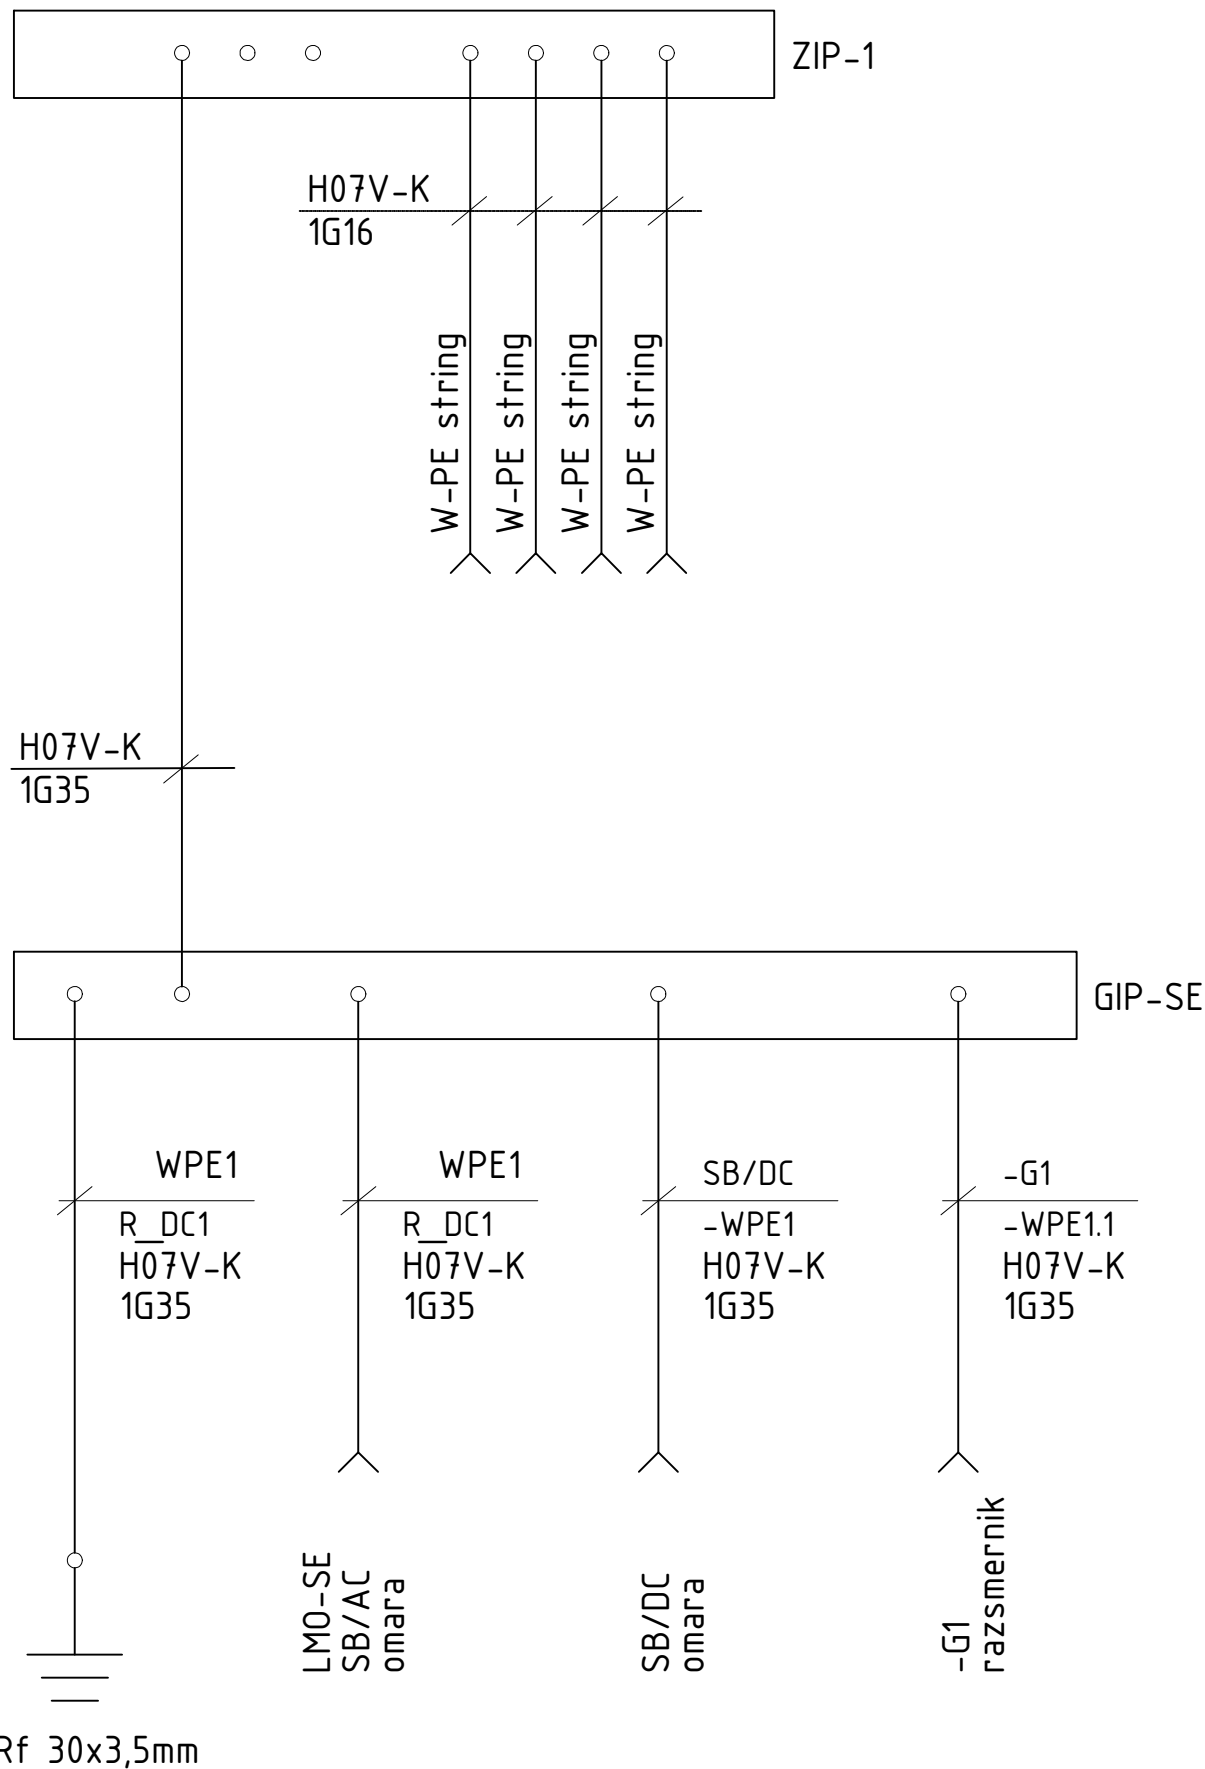 ZIP-1
H07V-K
1G16
W-PE string
W-PE string
W-PE string
W-PE string
H07V-K
1G35
GIP-SE
WPE1
R_DC1
H07V-K
1G35
WPE1
R_DC1
H07V-K
1G35
SB/DC
-WPE1
H07V-K
1G35
-G1
-WPE1.1
H07V-K
1G35
LMO-SE
SB/AC
omara
SB/DC
omara
-G1
razsmernik
Rf 30x3,5mm